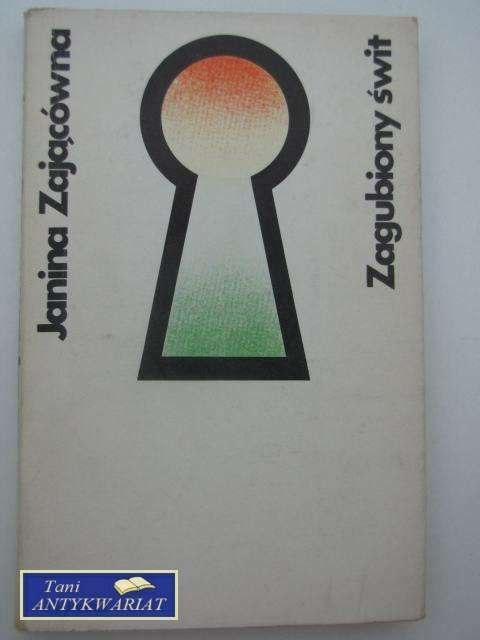 Janina Zającówna
Zagubiony świt
Tani
ANTYKWARIAT